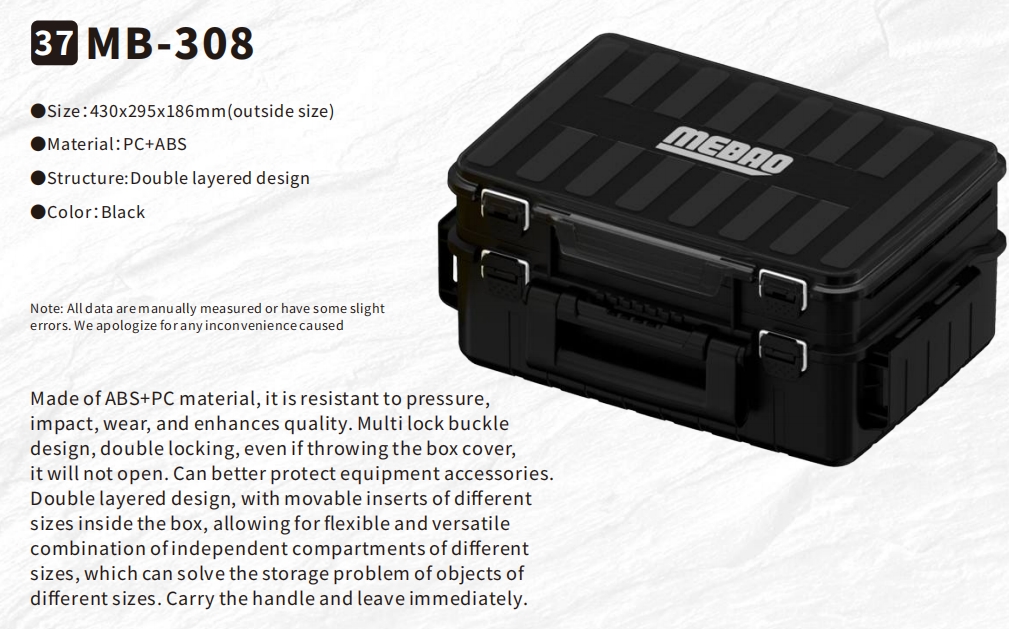 37 MB-308
●Size：430x295x186mm(outside size)
●Material：PC+ABS
●Structure:Double layered design
●Color：Black
Note: All data are manually measured or have some slight
errors. We apologize for any inconvenience caused
MEBAO
Made of ABS+PC material, it is resistant to pressure,
impact, wear, and enhances quality. Multi lock buckle
design, double locking, even if throwing the box cover,
it will not open. Can better protect equipment accessories.
Double layered design, with movable inserts of different
sizes inside the box, allowing for flexible and versatile
combination of independent compartments of different
sizes, which can solve the storage problem of objects of
different sizes. Carry the handle and leave immediately.